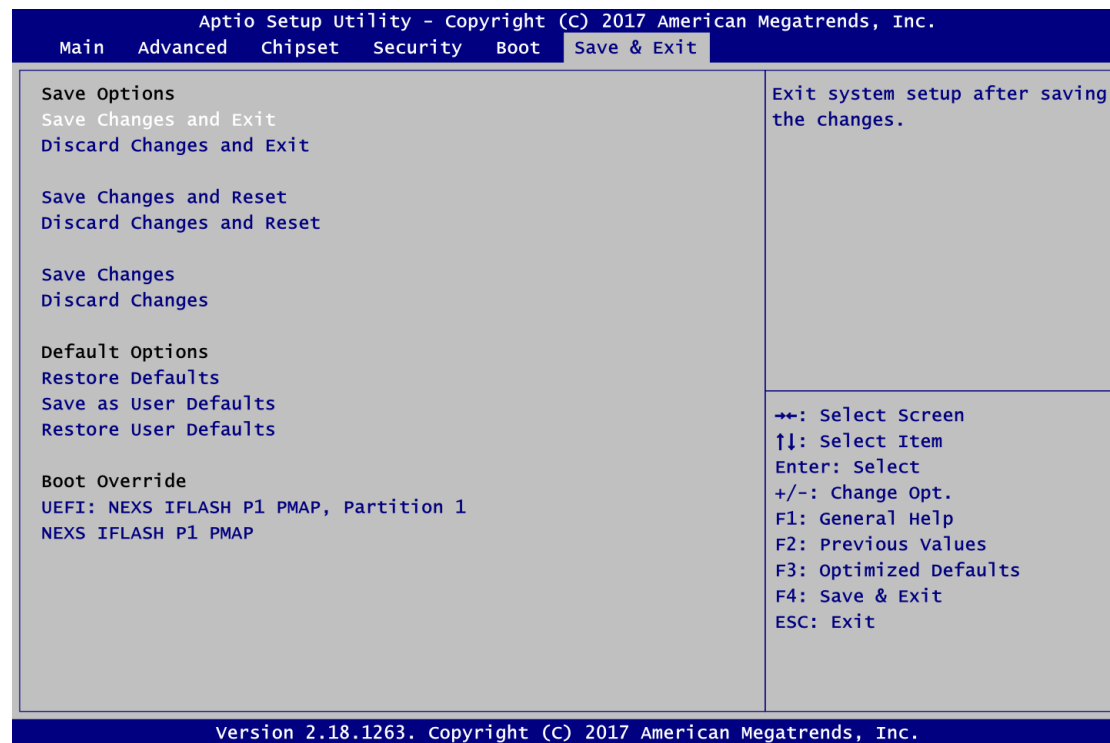 Aptio Setup Utility – Copyright (C) 2017 American Megatrends, Inc.
Main Advanced Chipset Security Boot Save & Exit
Save Options
Save Changes and Exit
Discard Changes and Exit
Save Changes and Reset
Discard Changes and Reset
Save Changes
Discard Changes
Default Options
Restore Defaults
Save as User Defaults
Restore User Defaults
Boot Override
UEFI: NEXS IFLASH P1 PMAP, Partition 1
NEXS IFLASH P1 PMAP
Exit system setup after saving
the changes.
→←: Select Screen
↑↓: Select Item
Enter: Select
+/-: Change Opt.
F1: General Help
F2: Previous Values
F3: Optimized Defaults
F4: Save & Exit
ESC: Exit
Version 2.18.1263. Copyright (C) 2017 American Megatrends, Inc.